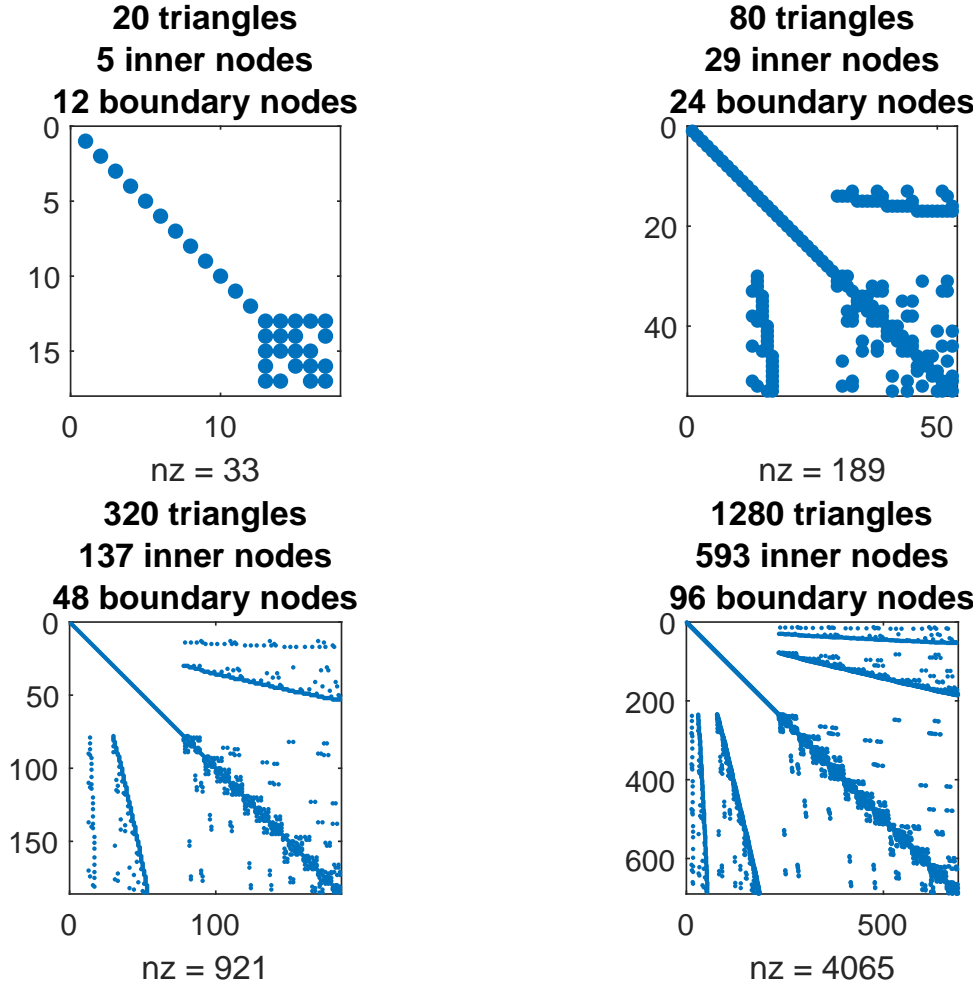 20 triangles
5 inner nodes
12 boundary nodes
0
5
10
15
0 10
nz = 33
80 triangles
29 inner nodes
24 boundary nodes
0
20
40
0 50
nz = 189
320 triangles
137 inner nodes
48 boundary nodes
0
50
100
150
0 100
nz = 921
1280 triangles
593 inner nodes
96 boundary nodes
0
200
400
600
0 500
nz = 4065